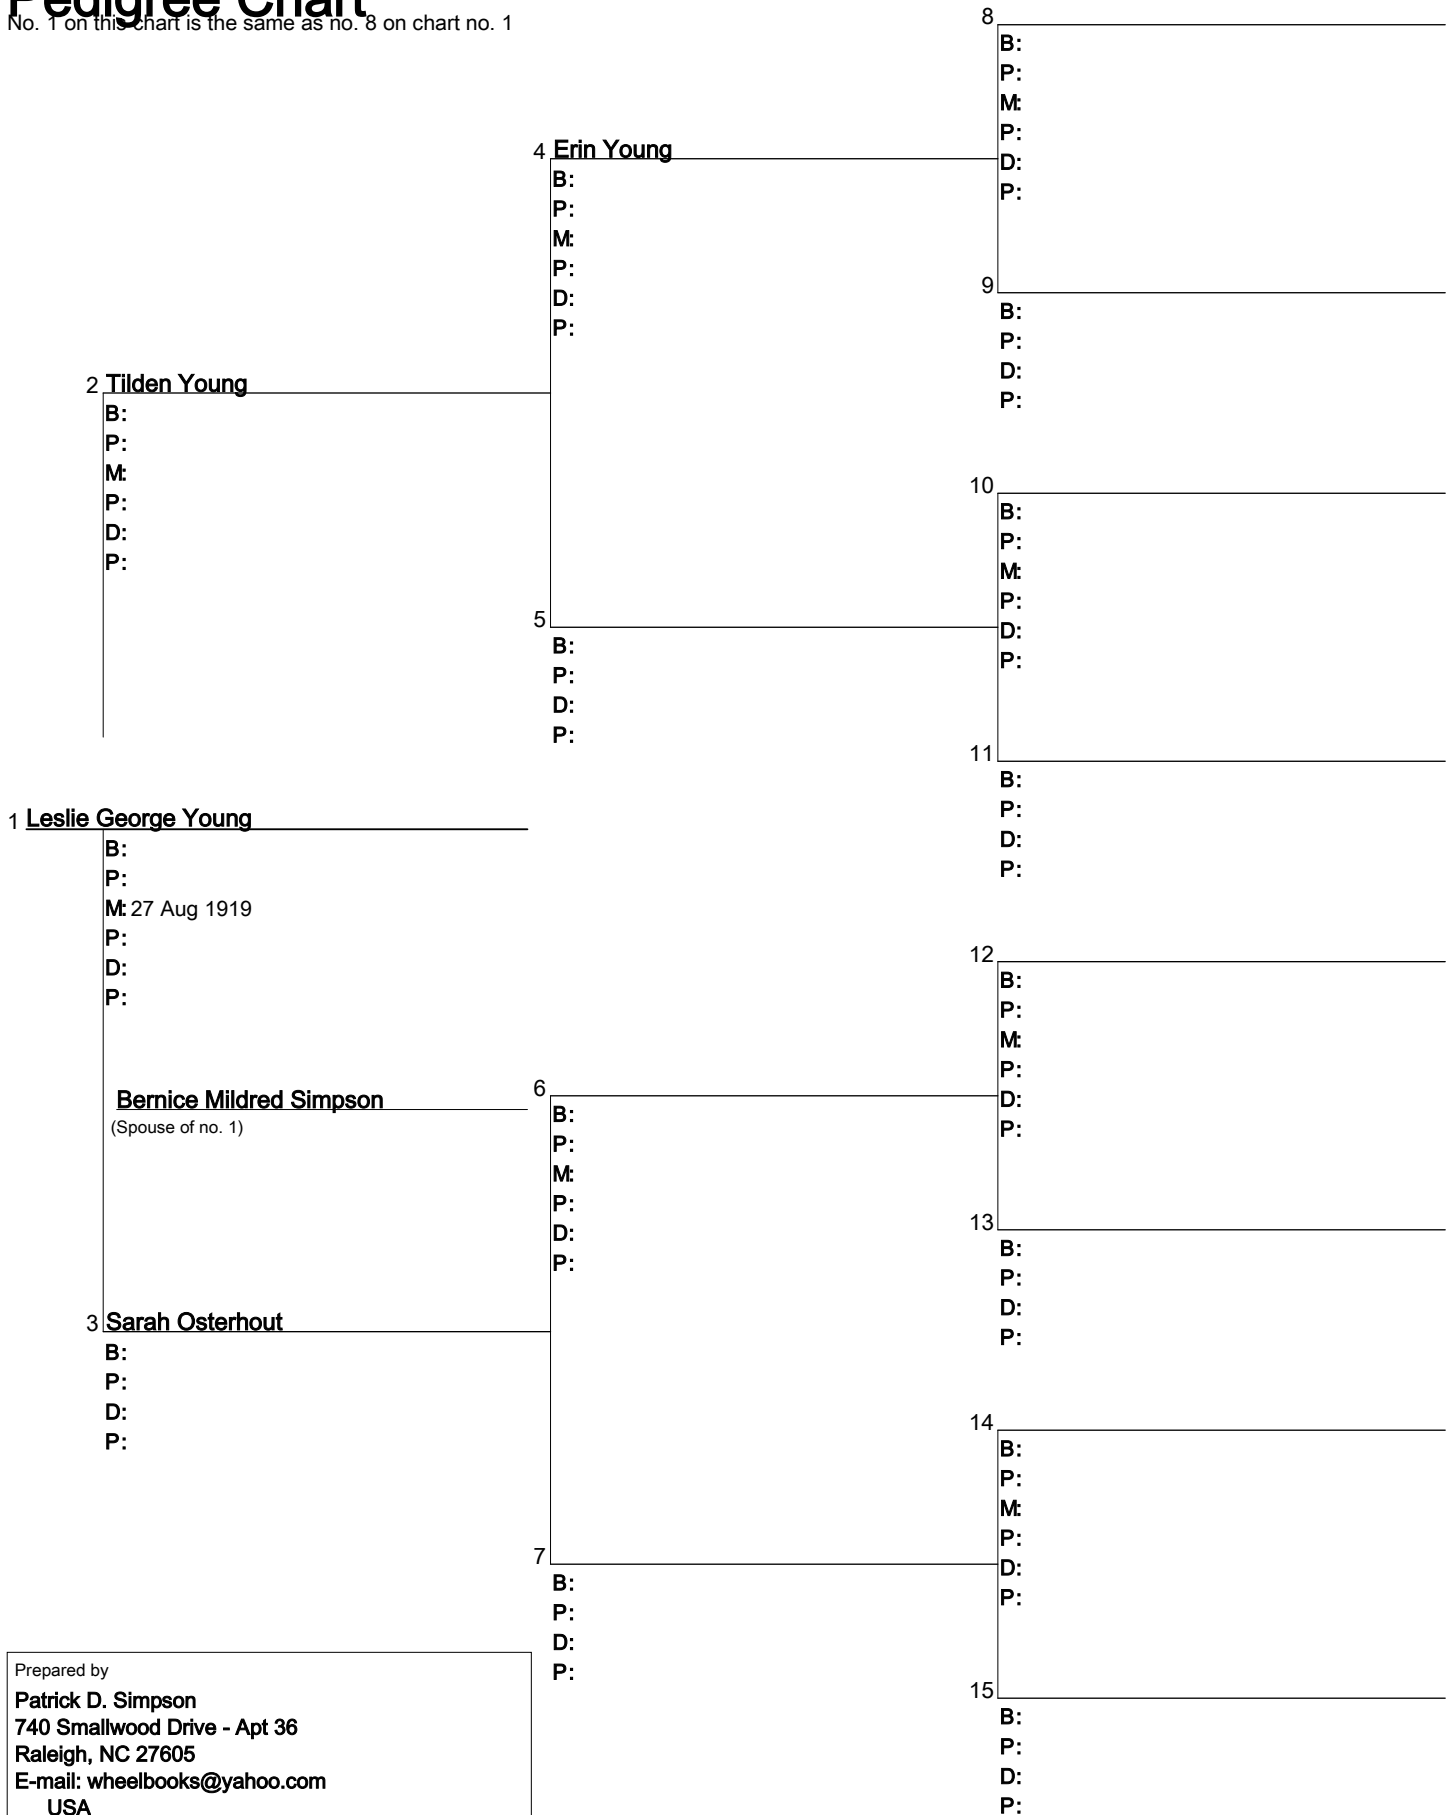 Pedigree Chart
No. 1 on this chart is the same as no. 8 on chart no. 1
8
B:
P:
M:
P:
D:
P:
4 Erin Young
B:
P:
M:
P:
D:
P:
9
B:
P:
D:
P:
2 Tilden Young
B:
P:
M:
P:
D:
P:
10
B:
P:
M:
P:
D:
P:
5
B:
P:
D:
P:
11
B:
P:
D:
P:
1 Leslie George Young
B:
P:
M: 27 Aug 1919
P:
D:
P:
12
B:
P:
M:
P:
D:
P:
Bernice Mildred Simpson
(Spouse of no. 1)
6
B:
P:
M:
P:
D:
P:
13
B:
P:
D:
P:
3 Sarah Osterhout
B:
P:
D:
P:
14
B:
P:
M:
P:
D:
P:
7
B:
P:
D:
P:
15
B:
P:
D:
P:
Prepared by
Patrick D. Simpson
740 Smallwood Drive - Apt 36
Raleigh, NC 27605
E-mail: wheelbooks@yahoo.com
USA